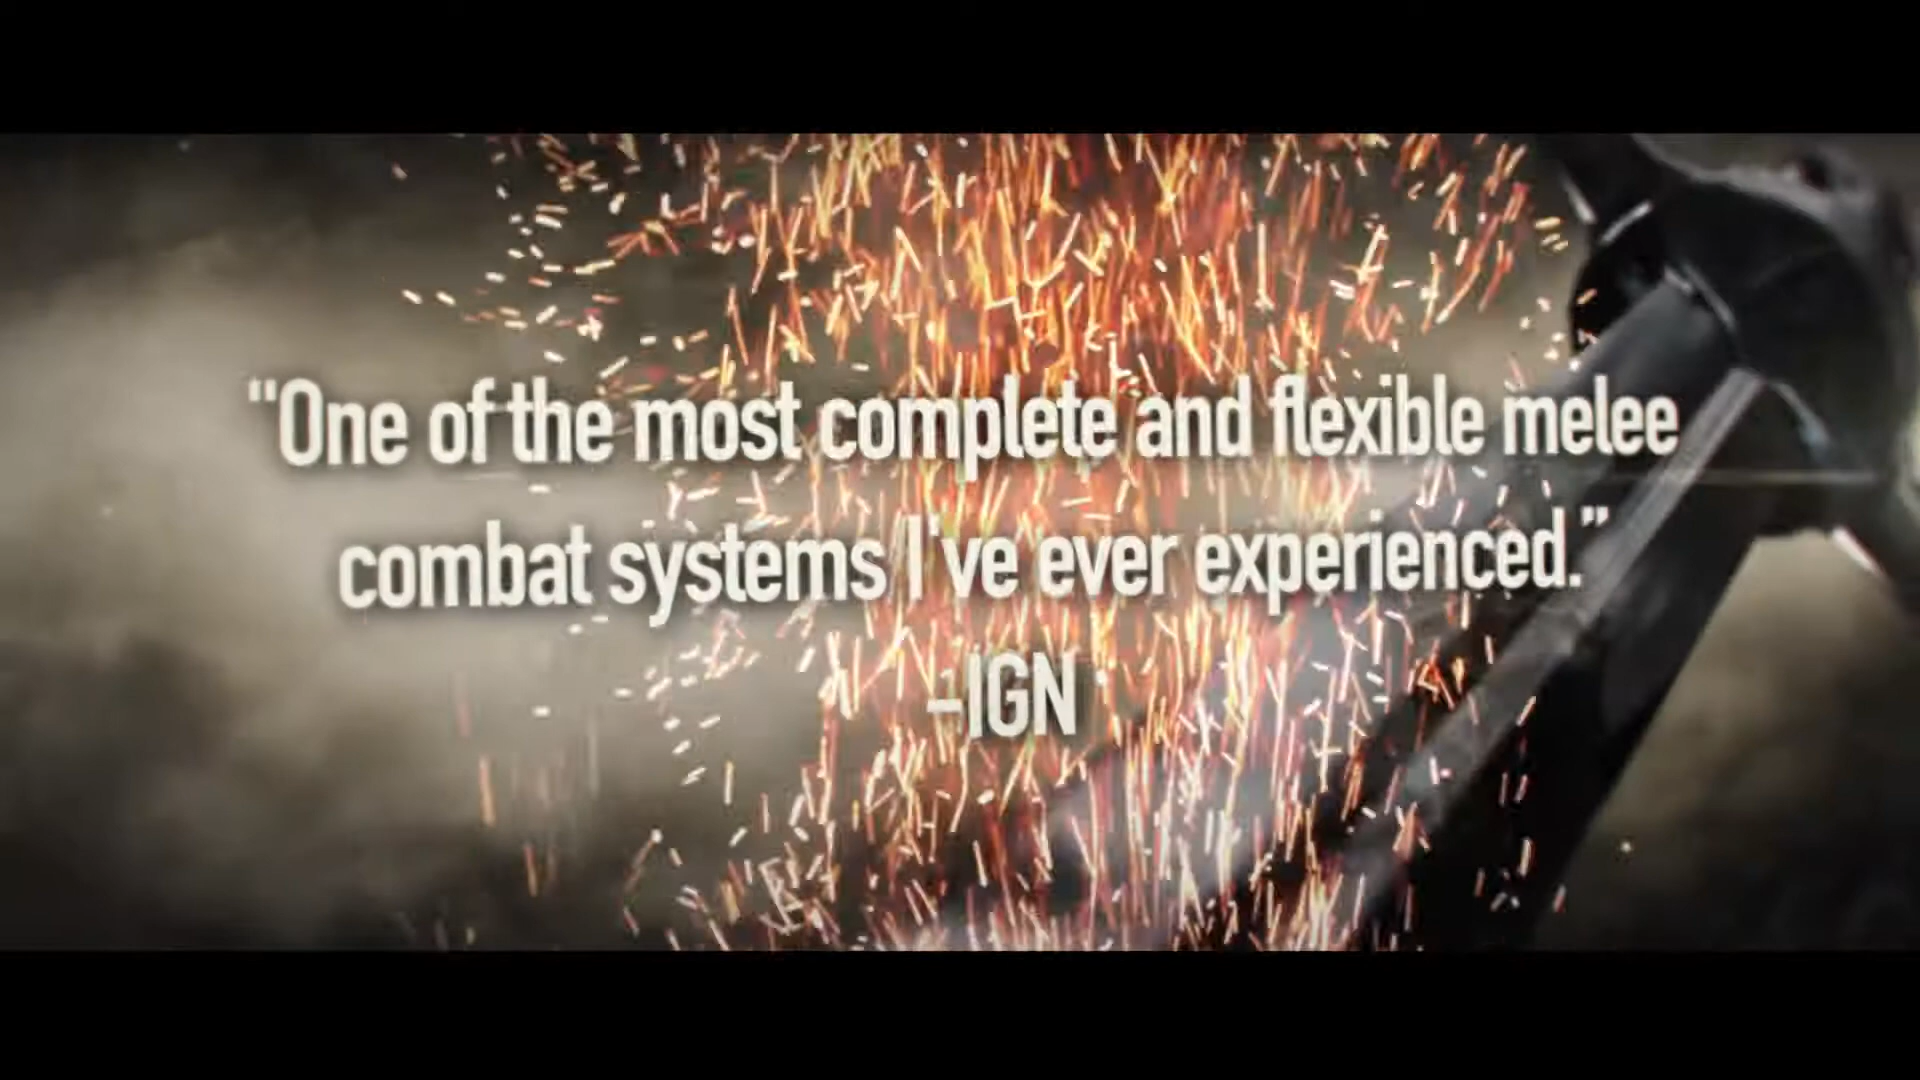 “One of the most complete and flexible melee
combat systems I've ever experienced.”
-IGN